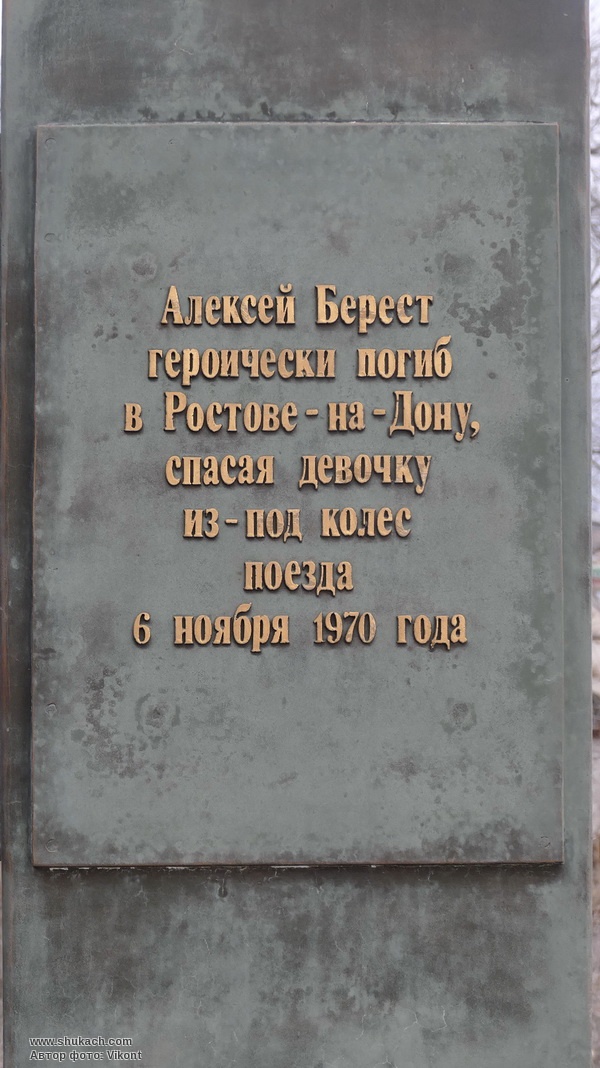 Алексей Берест
героически погиб
в Ростове-на-Дону,
спасая девочку
из-под колес
поезда
6 ноября 1970 года
www.shukach.com
Автор фото: Vikont